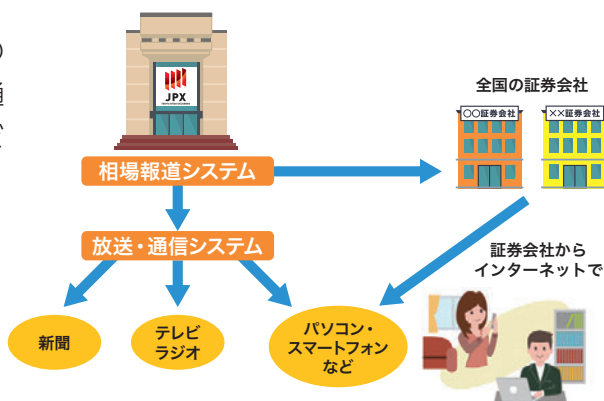 JPX
全国の証券会社
○○証券会社
××証券会社
相場報道システム
放送・通信システム
証券会社から
インターネットで
新聞
テレビ
ラジオ
パソコン・
スマートフォン
など